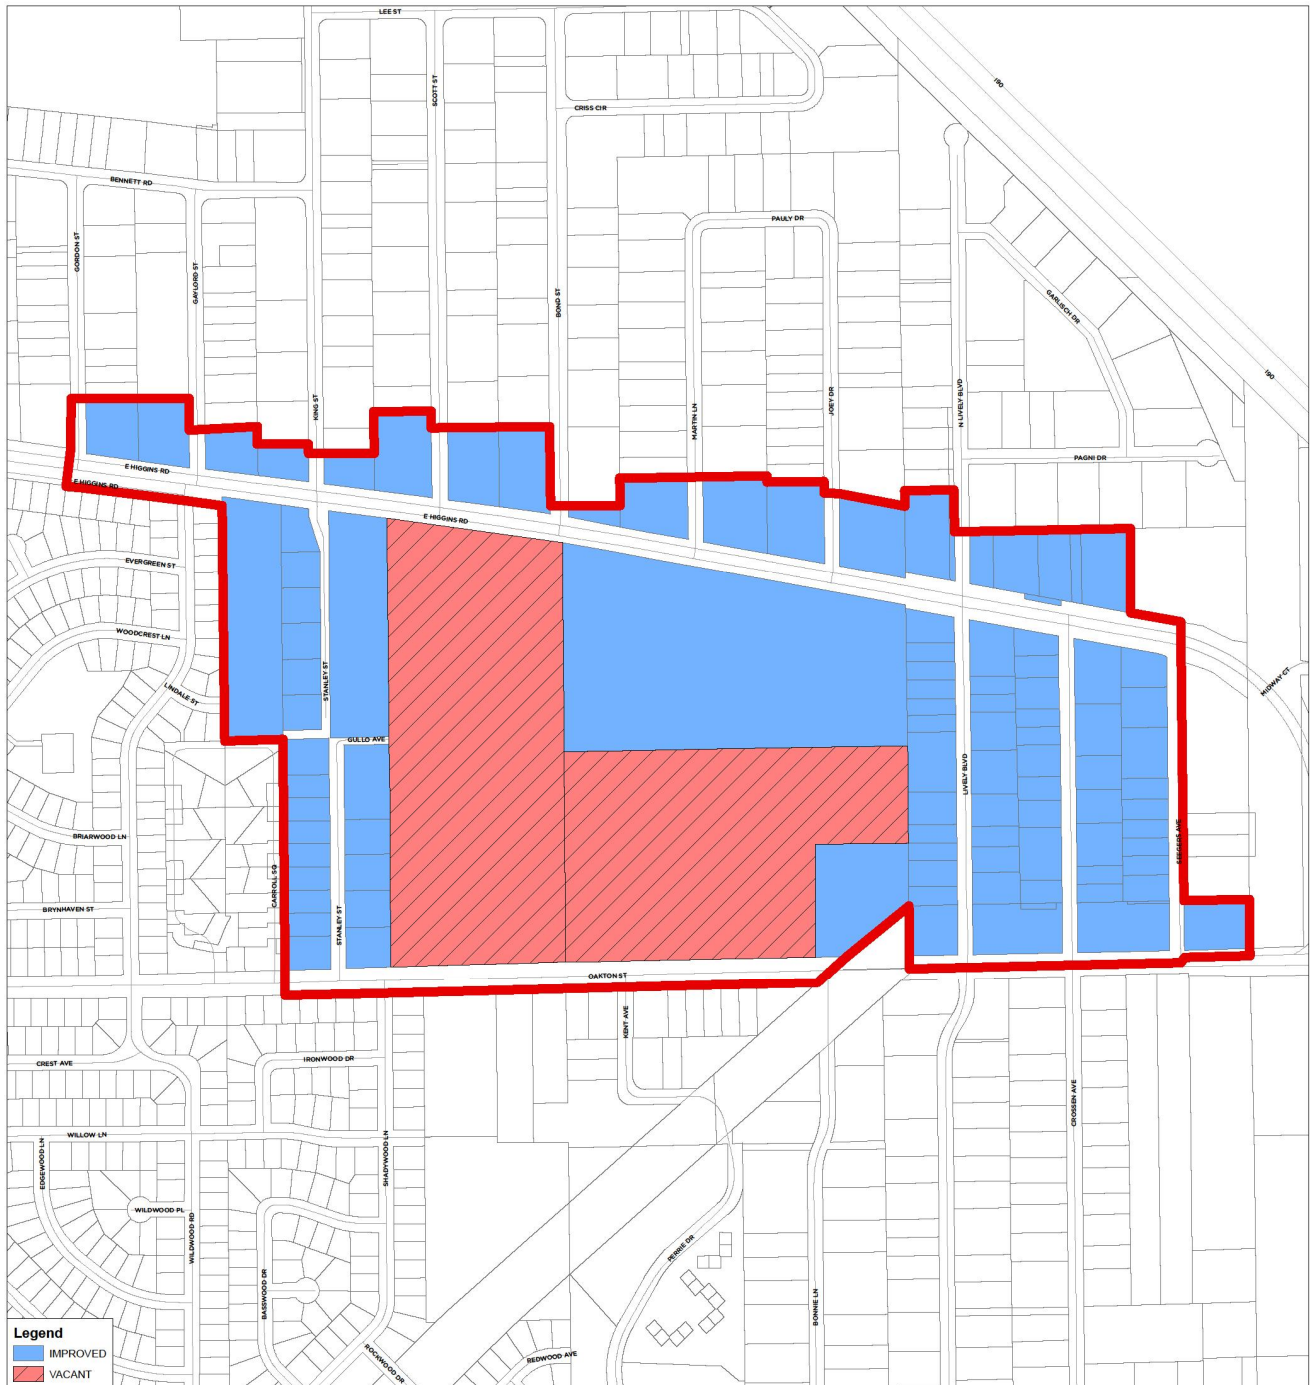 LEE ST
I90
SCOTT ST
CRISS CIR
BENNETT RD
PAULY DR
GORDON ST
GAYLORD ST
BOND ST
GARLISCH DR
I90
KING ST
MARTIN LN
JOEY DR
N LIVELY BLVD
PAGNI DR
E HIGGINS RD
E HIGGINS RD
E HIGGINS RD
EVERGREEN ST
WOODCREST LN
LINDALE ST
STANLEY ST
MIDWAY CT
GULLO AVE
LIVELY BLVD
BRIARWOOD LN
SEEGERS AVE
CARROLL SQ
BRYNHAVEN ST
STANLEY ST
OAKTON ST
KENT AVE
CREST AVE
IRONWOOD DR
CROSSEN AVE
WILLOW LN
EDGEWOOD LN
SHADYWOOD LN
WILDWOOD PL
WILDWOOD RD
PERRIE DR
BASSWOOD DR
BONNIE LN
ROCKWOOD DR
REDWOOD AVE
Legend
IMPROVED
VACANT